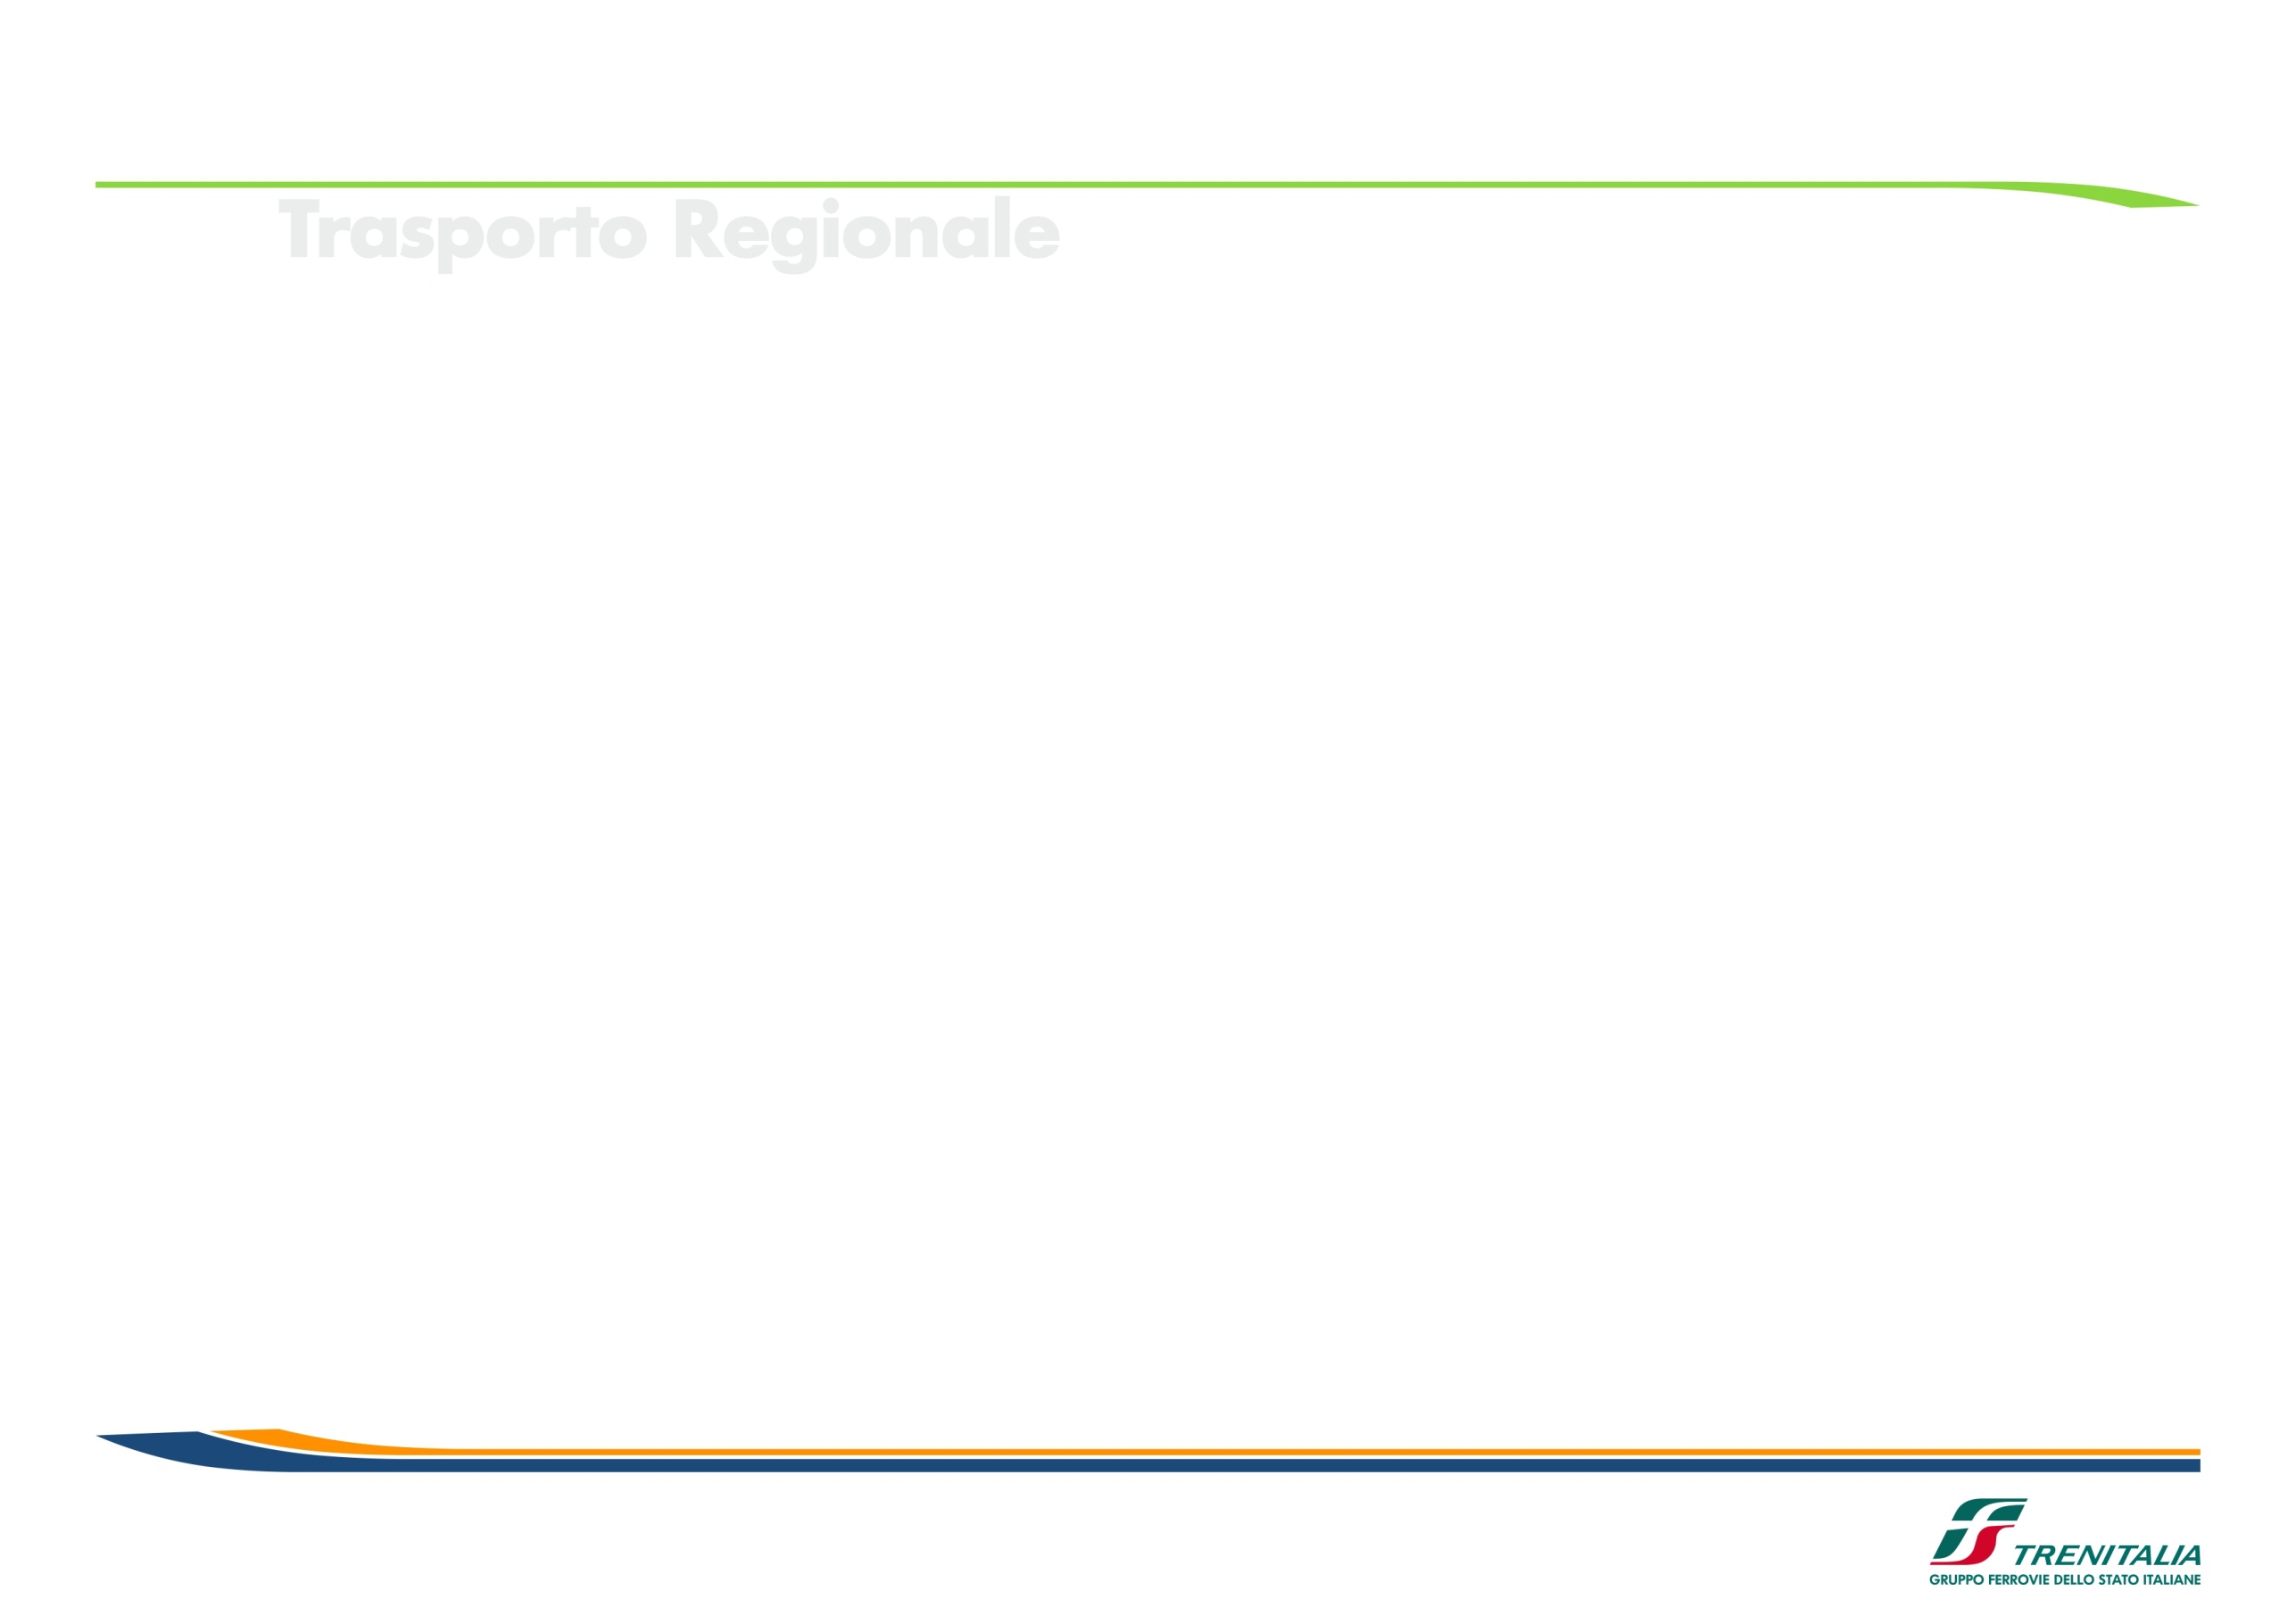 Trasporto Regionale
TRENITALIA
GRUPPO FERROVIE DELLO STATO ITALIANE